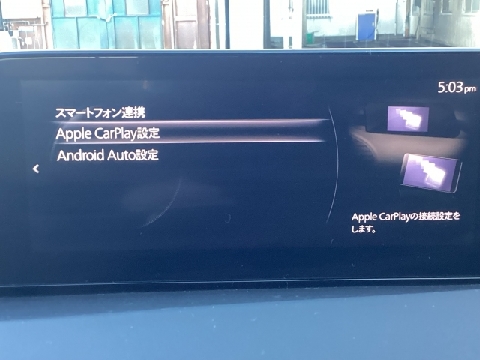 5:03pm
スマートフォン連携
Apple CarPlay設定
Android Auto設定
Apple CarPlayの接続設定を
します。